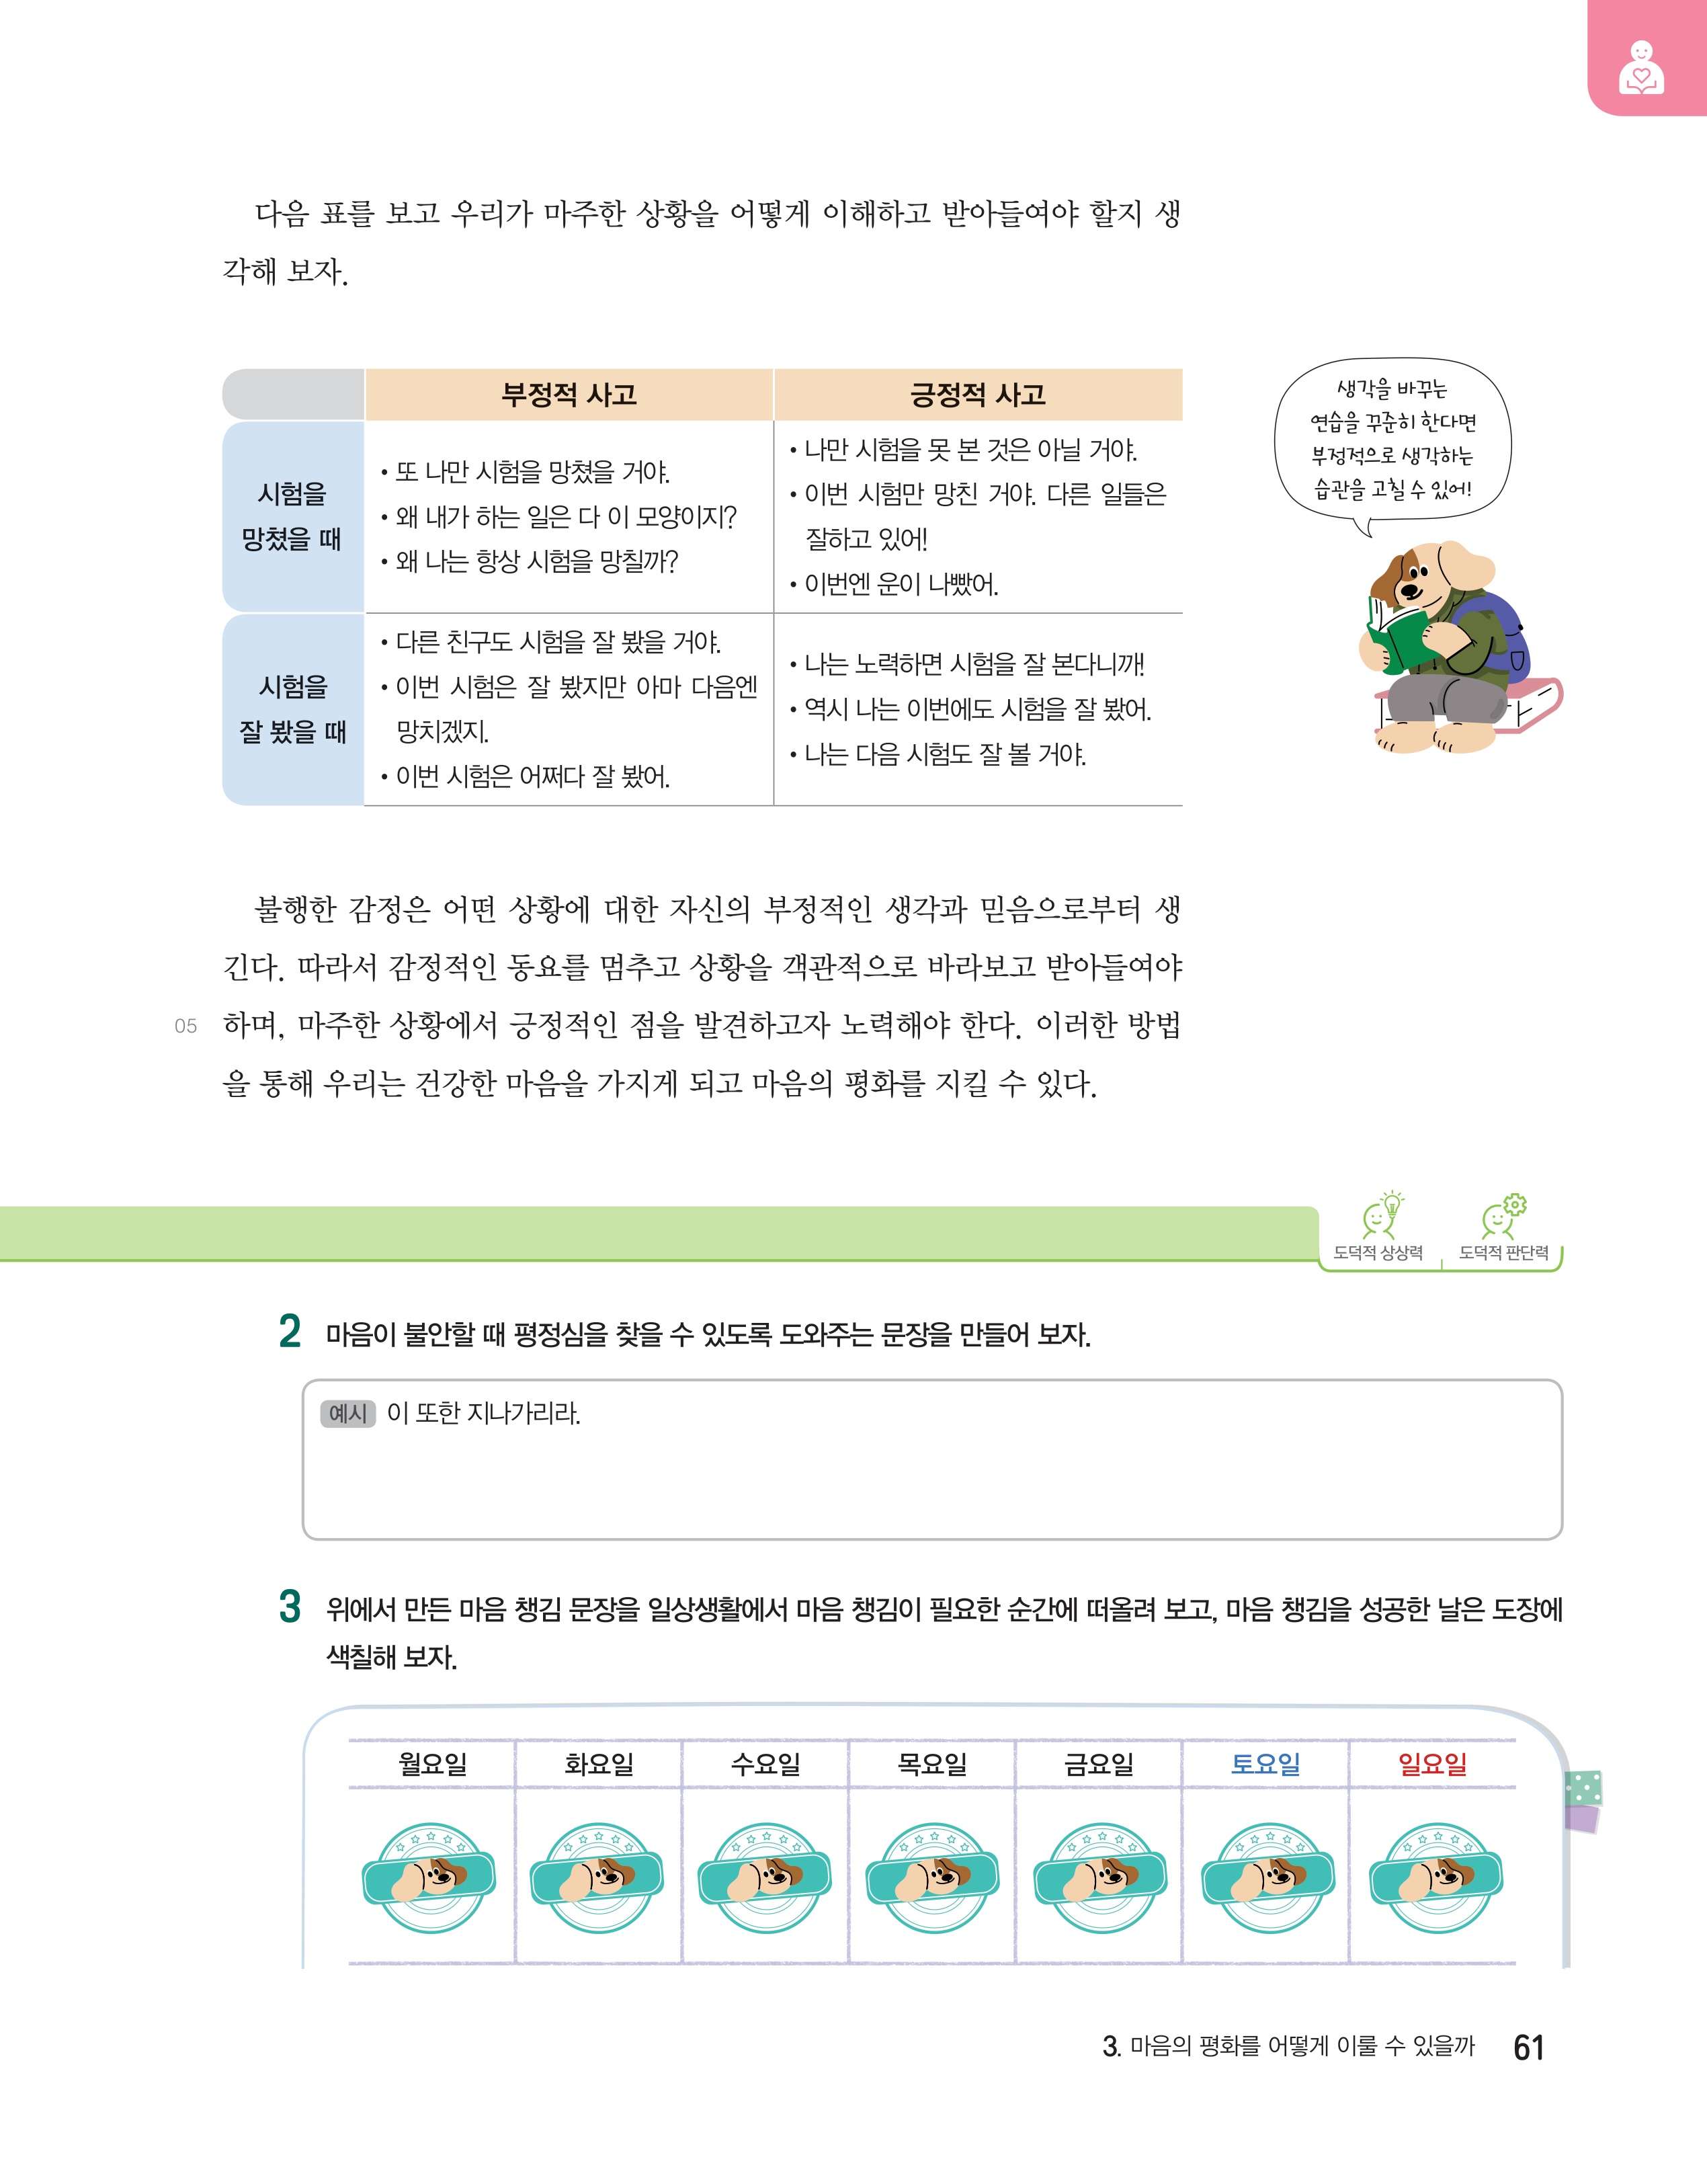 다음 표를 보고 우리가 마주한 상황을 어떻게 이해하고 받아들여야 할지 생
각해 보자.
부정적 사고
긍정적 사고
시험을
망쳤을 때
• 또 나만 시험을 망쳤을 거야.
• 왜 내가 하는 일은 다 이 모양이지?
• 왜 나는 항상 시험을 망칠까?
• 나만 시험을 못 본 것은 아닐 거야.
• 이번 시험만 망친 거야. 다른 일들은
잘하고 있어!
• 이번엔 운이 나빴어.
시험을
잘 봤을 때
• 다른 친구도 시험을 잘 봤을 거야.
• 이번 시험은 잘 봤지만 아마 다음엔
망치겠지.
• 이번 시험은 어쩌다 잘 봤어.
• 나는 노력하면 시험을 잘 본다니까!
• 역시 나는 이번에도 시험을 잘 봤어.
• 나는 다음 시험도 잘 볼 거야.
생각을 바꾸는
연습을 꾸준히 한다면
부정적으로 생각하는
습관을 고칠 수 있어!
불행한 감정은 어떤 상황에 대한 자신의 부정적인 생각과 믿음으로부터 생
긴다. 따라서 감정적인 동요를 멈추고 상황을 객관적으로 바라보고 받아들여야
05 하며, 마주한 상황에서 긍정적인 점을 발견하고자 노력해야 한다. 이러한 방법
을 통해 우리는 건강한 마음을 가지게 되고 마음의 평화를 지킬 수 있다.
도덕적 상상력
도덕적 판단력
2 마음이 불안할 때 평정심을 찾을 수 있도록 도와주는 문장을 만들어 보자.
예시 이 또한 지나가리라.
3 위에서 만든 마음 챙김 문장을 일상생활에서 마음 챙김이 필요한 순간에 떠올려 보고, 마음 챙김을 성공한 날은 도장에
색칠해 보자.
월요일 화요일 수요일 목요일 금요일 토요일 일요일
3. 마음의 평화를 어떻게 이룰 수 있을까 61